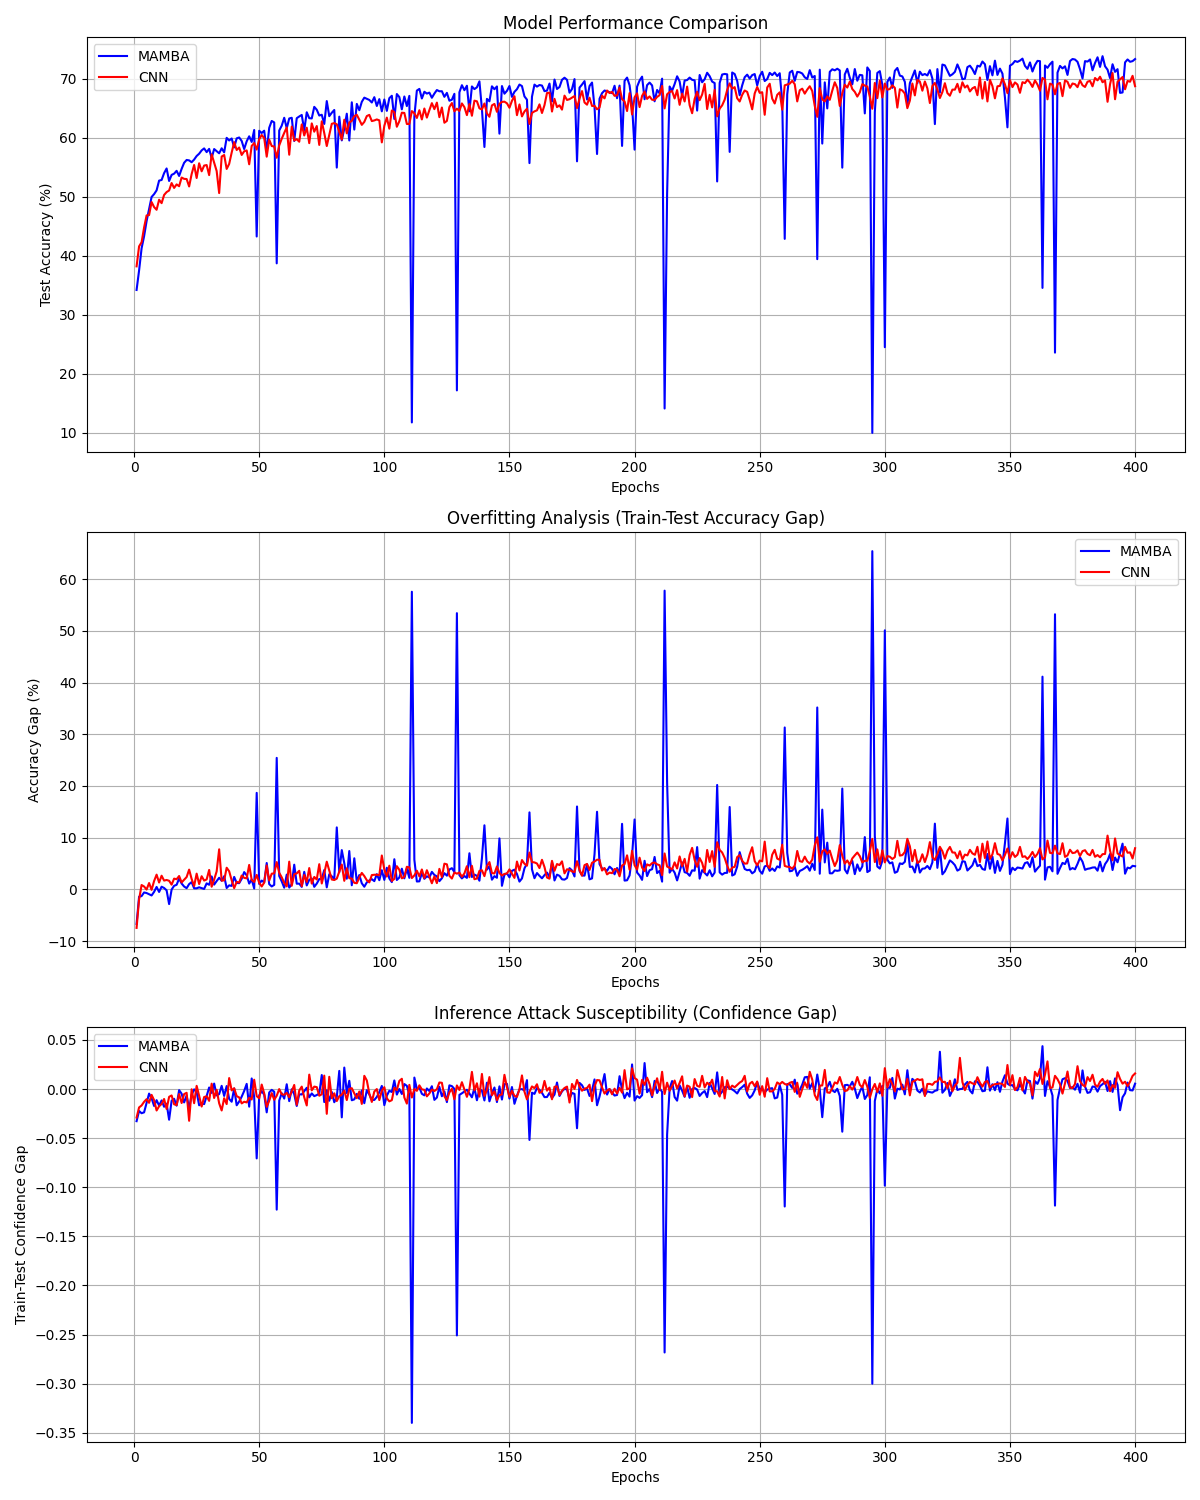 Model Performance Comparison
MAMBA
CNN
70
60
50
40
30
20
10
Test Accuracy (%)
0 50 100 150 200 250 300 350 400
Epochs
Overfitting Analysis (Train-Test Accuracy Gap)
MAMBA
CNN
60
50
40
30
20
10
0
−10
Accuracy Gap (%)
0 50 100 150 200 250 300 350 400
Epochs
Inference Attack Susceptibility (Confidence Gap)
MAMBA
CNN
0.05
0.00
−0.05
−0.10
−0.15
−0.20
−0.25
−0.30
−0.35
Train-Test Confidence Gap
0 50 100 150 200 250 300 350 400
Epochs